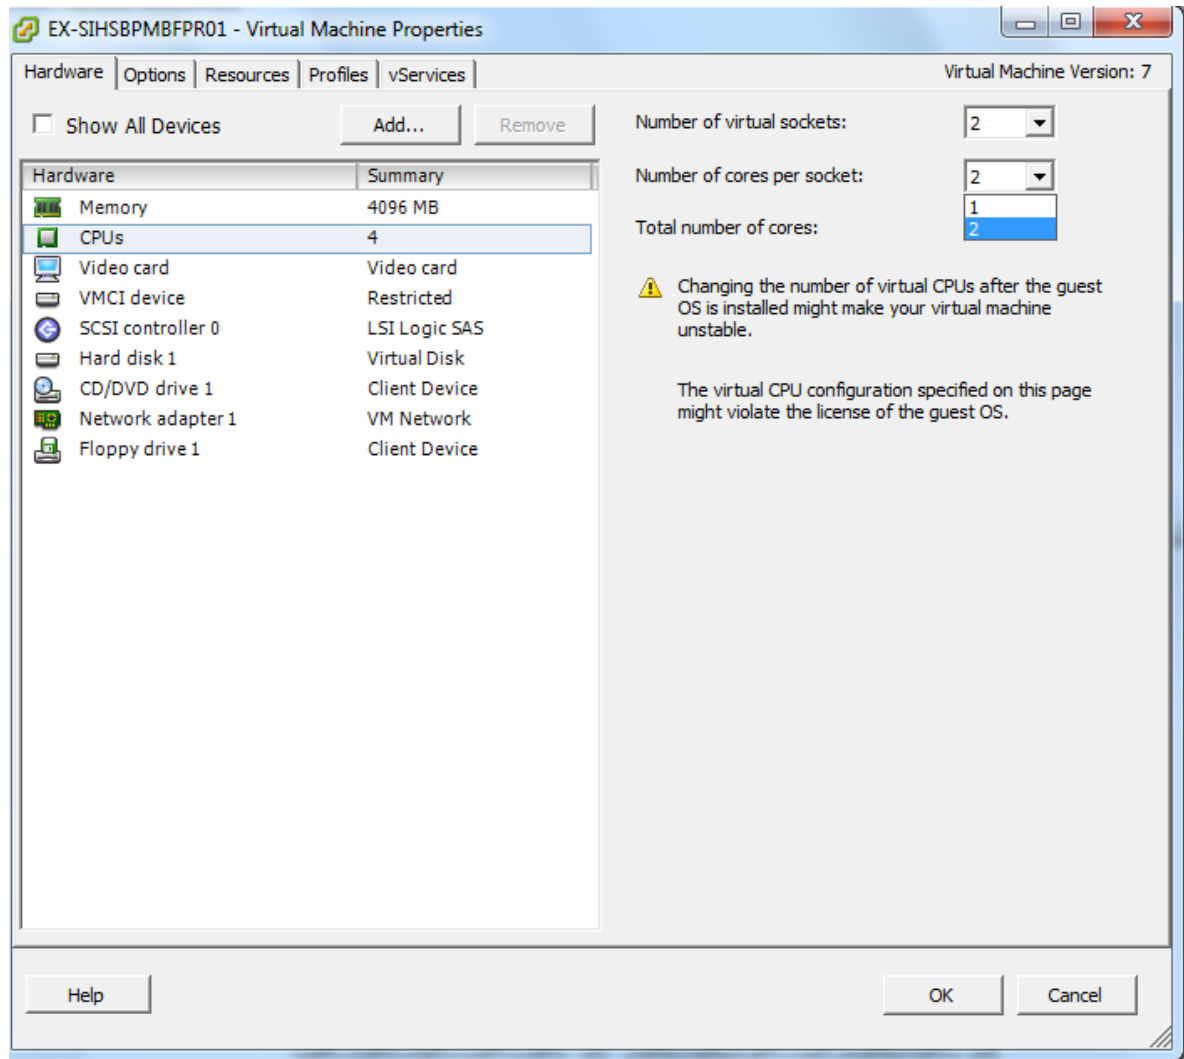 EX-SIHSBPMBFPR01 - Virtual Machine Properties
Hardware Options Resources Profiles vServices
Virtual Machine Version: 7
Show All Devices
Add...
Remove
Hardware Summary
Memory 4096 MB
CPUs 4
Video card Video card
VMCI device Restricted
SCSI controller 0 LSI Logic SAS
Hard disk 1 Virtual Disk
CD/DVD drive 1 Client Device
Network adapter 1 VM Network
Floppy drive 1 Client Device
Number of virtual sockets: 2
Number of cores per socket: 2
1
2
Total number of cores:
Changing the number of virtual CPUs after the guest
OS is installed might make your virtual machine
unstable.
The virtual CPU configuration specified on this page
might violate the license of the guest OS.
Help
OK
Cancel